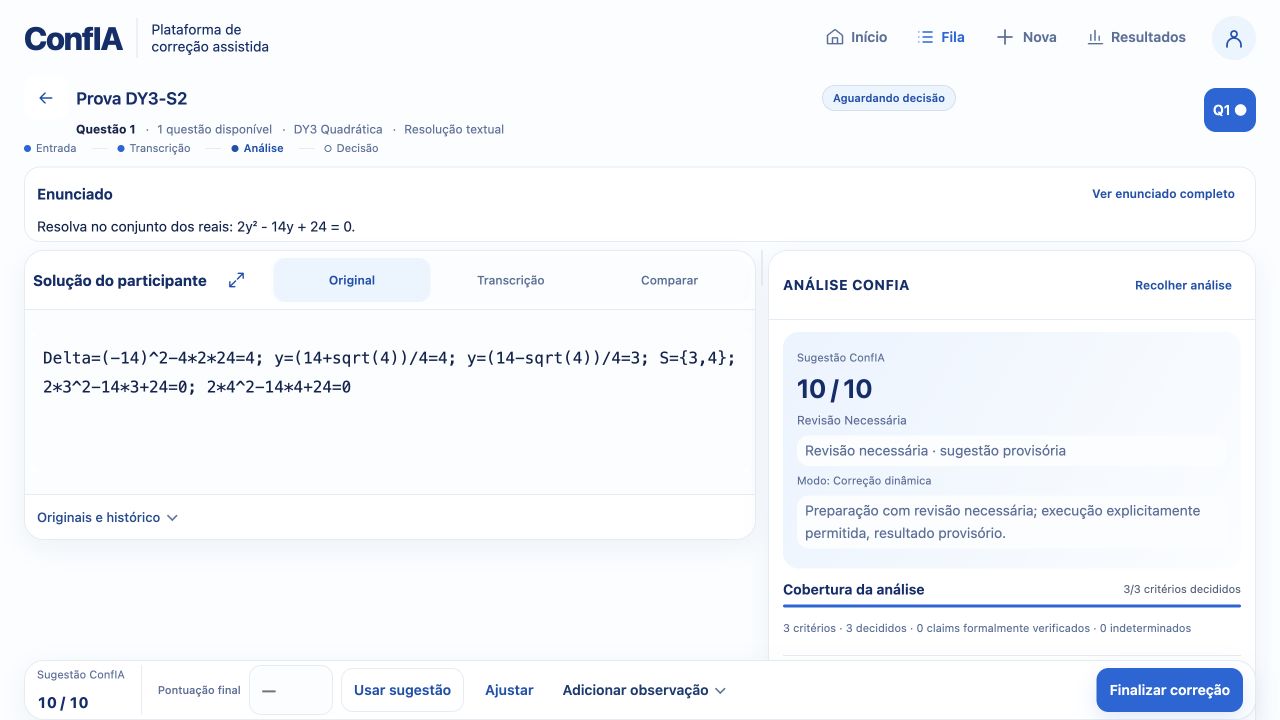 ConfIA
Plataforma de
correção assistida
Início
Fila
Nova
Resultados
Prova DY3-S2
Aguardando decisão
Q1
Questão 1 · 1 questão disponível · DY3 Quadrática · Resolução textual
Entrada
Transcrição
Análise
Decisão
Enunciado
Ver enunciado completo
Resolva no conjunto dos reais: 2y² - 14y + 24 = 0.
Solução do participante
Original
Transcrição
Comparar
Delta=(-14)^2-4*2*24=4; y=(14+sqrt(4))/4=4; y=(14-sqrt(4))/4=3; S={3,4};
2*3^2-14*3+24=0; 2*4^2-14*4+24=0
Originais e histórico
ANÁLISE CONFIA
Recolher análise
Sugestão ConfIA
10 / 10
Revisão Necessária
Revisão necessária · sugestão provisória
Modo: Correção dinâmica
Preparação com revisão necessária; execução explicitamente
permitida, resultado provisório.
Cobertura da análise
3/3 critérios decididos
3 critérios · 3 decididos · 0 claims formalmente verificados · 0 indeterminados
Sugestão ConfIA
10 / 10
Pontuação final
—
Usar sugestão
Ajustar
Adicionar observação
Finalizar correção